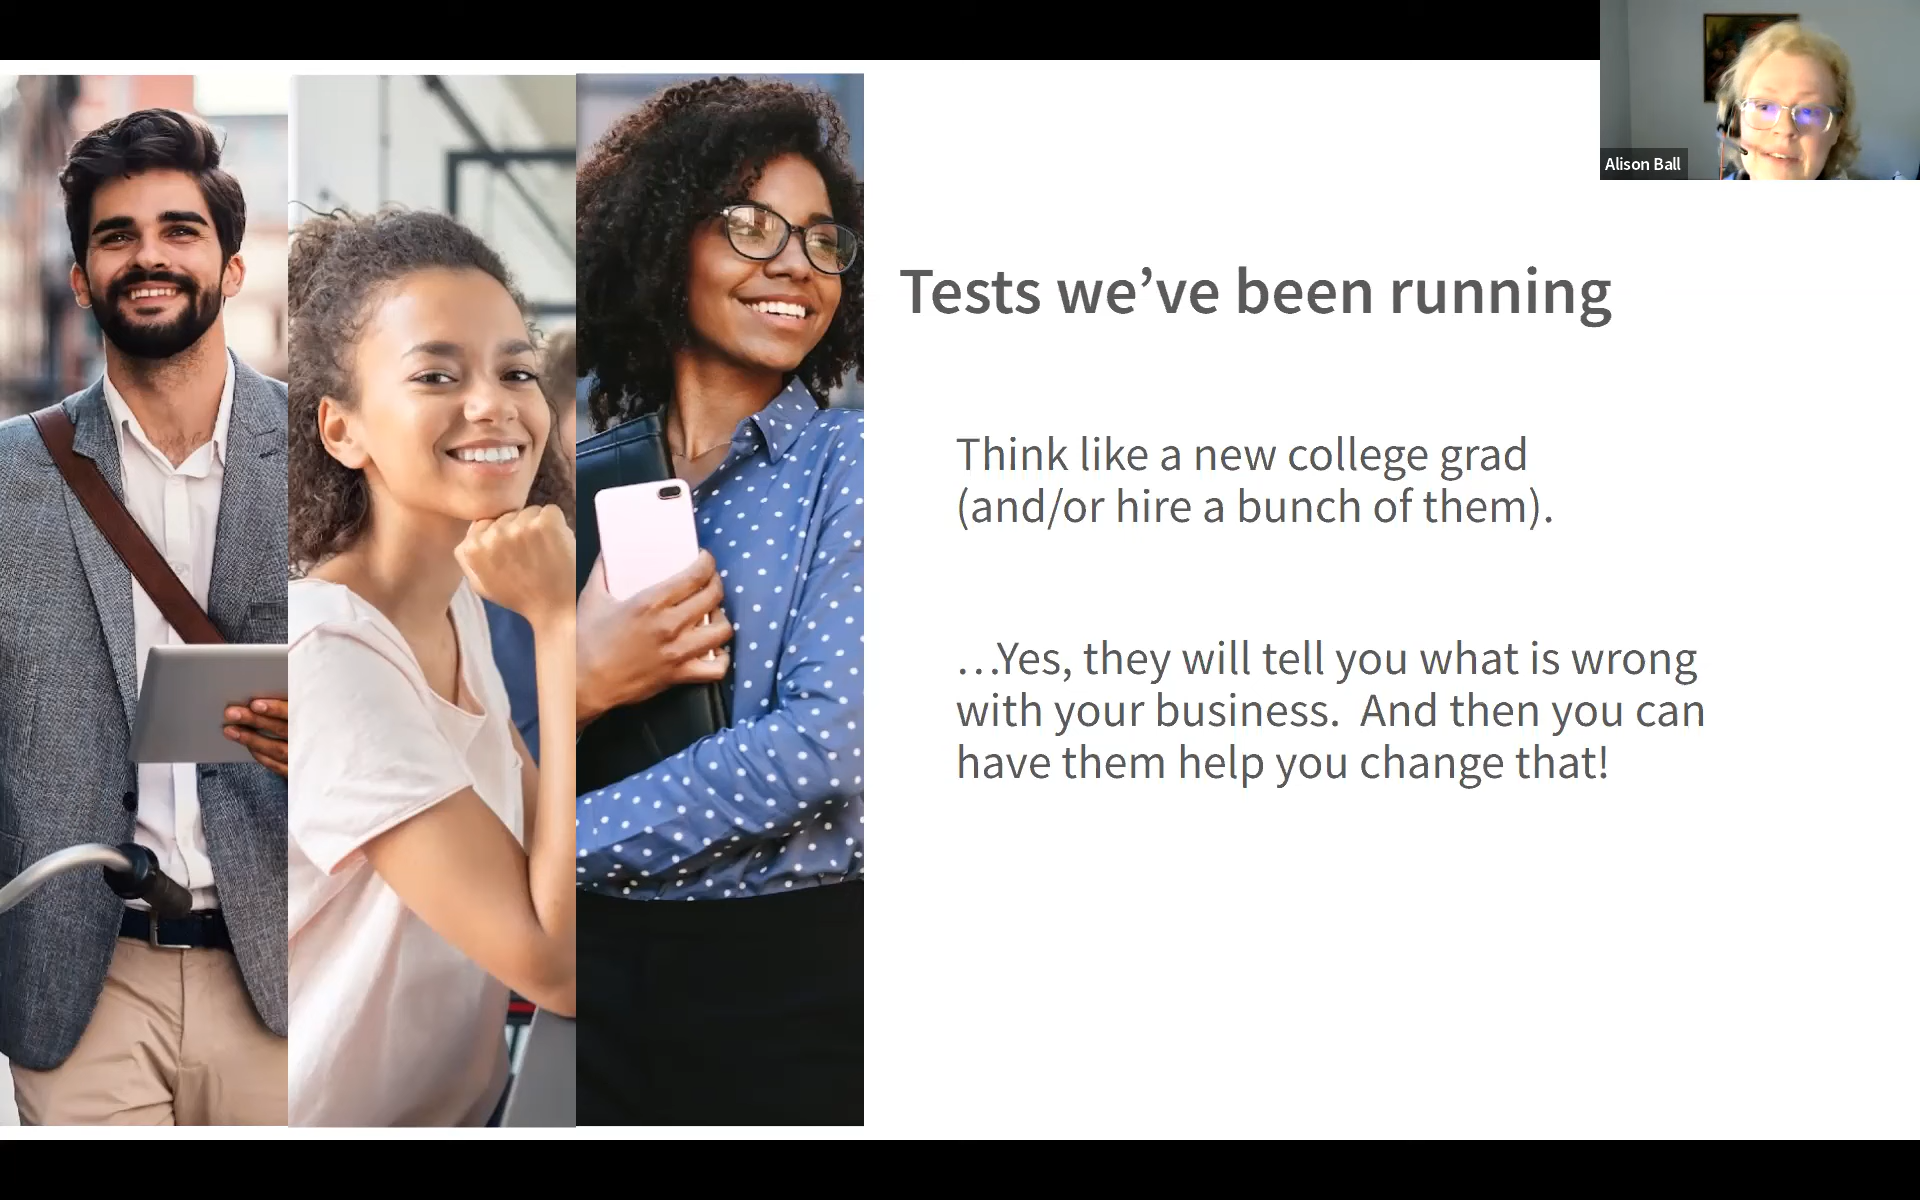 Alison Ball
Tests we’ve been running
Think like a new college grad
(and/or hire a bunch of them).
…Yes, they will tell you what is wrong
with your business.  And then you can
have them help you change that!